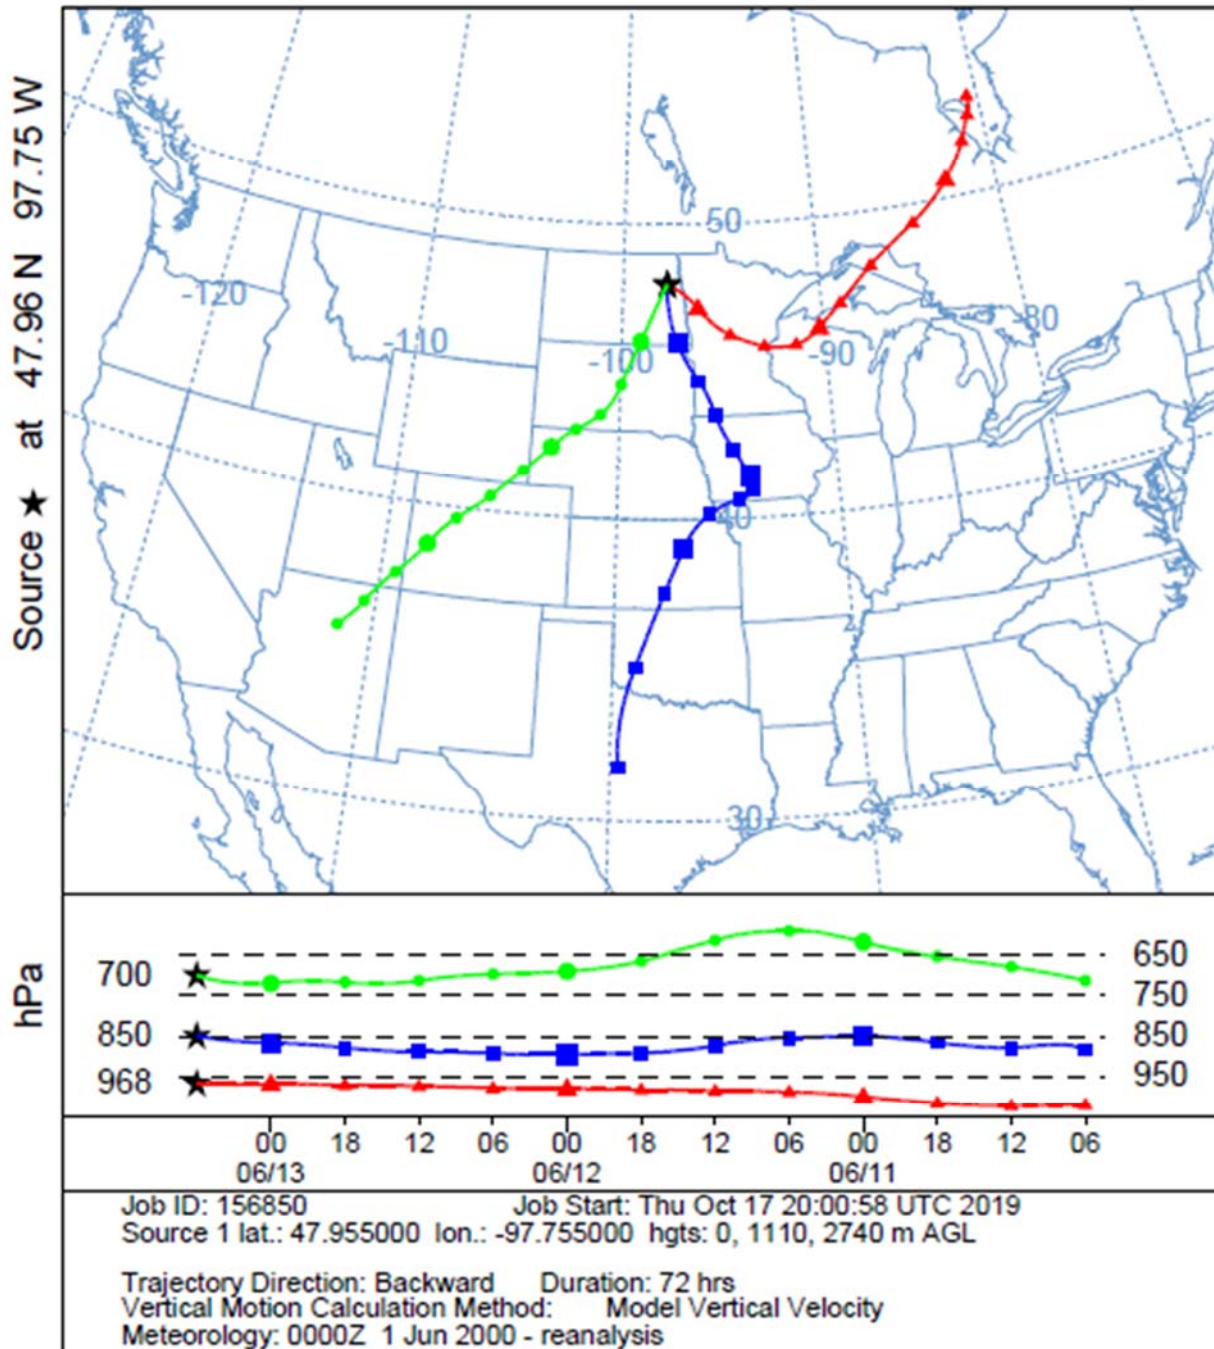 Source ★ at 47.96 N 97.75 W
50
-120
-110
-100
-90
-80
40
30
hPa
700
850
968
650
750
850
950
00 18 12 06 00 18 12 06 00 18 12 06
06/13 06/12 06/11
Job ID: 156850 Job Start: Thu Oct 17 20:00:58 UTC 2019
Source 1 lat.: 47.955000 lon.: -97.755000 hgts: 0, 1110, 2740 m AGL
Trajectory Direction: Backward Duration: 72 hrs
Vertical Motion Calculation Method: Model Vertical Velocity
Meteorology: 0000Z 1 Jun 2000 - reanalysis